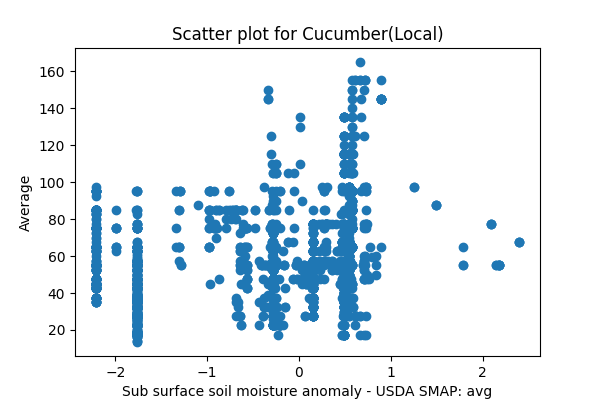 Scatter plot for Cucumber(Local)
160
140
120
100
80
60
40
20
Average
−2 −1 0 1 2
Sub surface soil moisture anomaly - USDA SMAP: avg